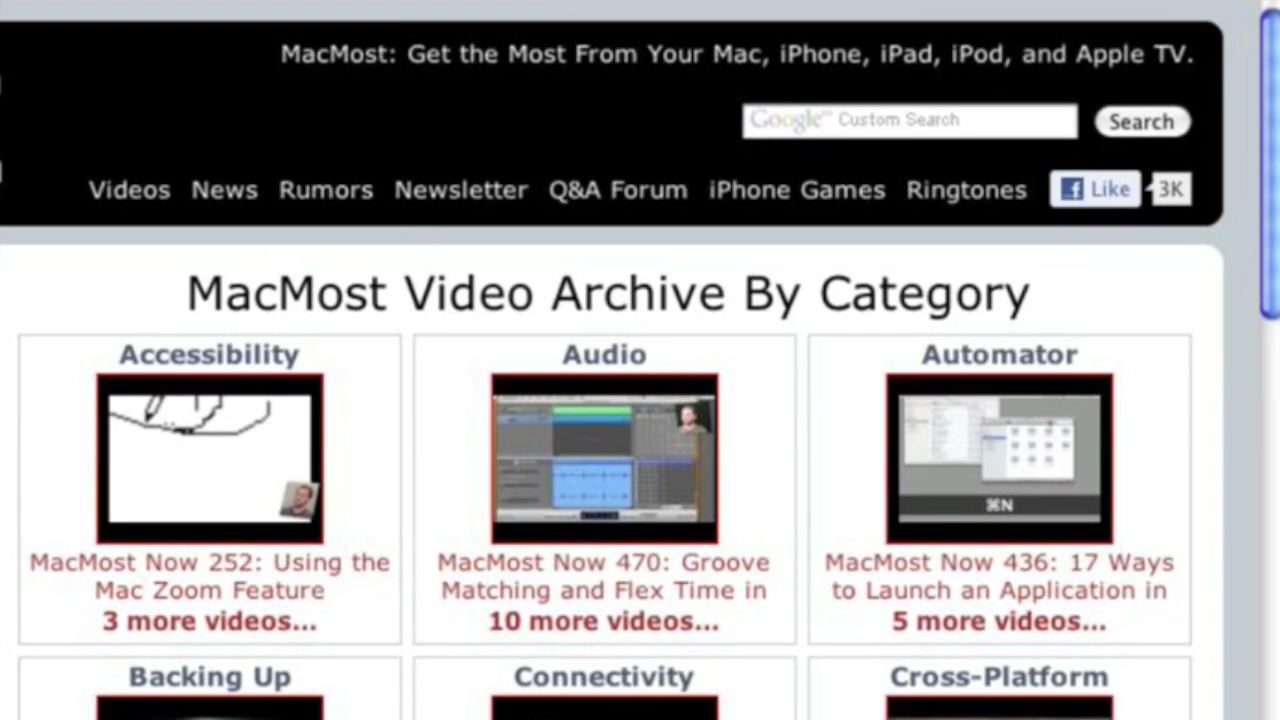 MacMost: Get the Most From Your Mac, iPhone, iPad, iPod, and Apple TV.
Google™ Custom Search
Search
Videos News Rumors Newsletter Q&A Forum iPhone Games Ringtones Like 3K
MacMost Video Archive By Category
Accessibility
MacMost Now 252: Using the
Mac Zoom Feature
3 more videos...
Audio
MacMost Now 470: Groove
Matching and Flex Time in
10 more videos...
Automator
⌘N
MacMost Now 436: 17 Ways
to Launch an Application in
5 more videos...
Backing Up
Connectivity
Cross-Platform